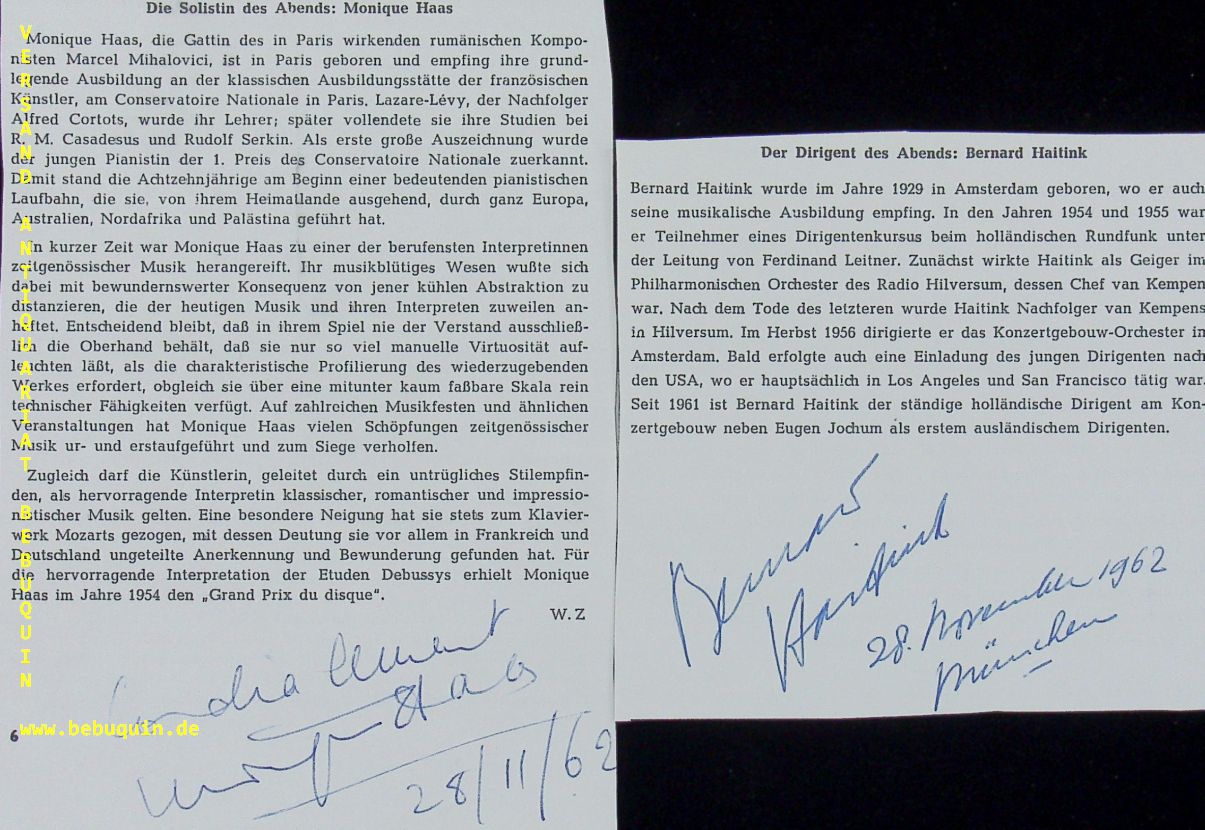 Die Solistin des Abends: Monique Haas
Monique Haas, die Gattin des in Paris wirkenden rumänischen Kompo-
nisten Marcel Mihalovici, ist in Paris geboren und empfing ihre grund-
legende Ausbildung an der klassischen Ausbildungsstätte der französischen
Künstler, am Conservatoire Nationale in Paris. Lazare-Lévy, der Nachfolger
Alfred Cortots, wurde ihr Lehrer; später vollendete sie ihre Studien bei
R. M. Casadesus und Rudolf Serkin. Als erste große Auszeichnung wurde
der jungen Pianistin der 1. Preis des Conservatoire Nationale zuerkannt.
Damit stand die Achtzehnjährige am Beginn einer bedeutenden pianistischen
Laufbahn, die sie, von ihrem Heimatlande ausgehend, durch ganz Europa,
Australien, Nordafrika und Palästina geführt hat.
In kurzer Zeit war Monique Haas zu einer der berufensten Interpretinnen
zeitgenössischer Musik herangereift. Ihr musikblütiges Wesen wußte sich
dabei mit bewundernswerter Konsequenz von jener kühlen Abstraktion zu
distanzieren, die der heutigen Musik und ihren Interpreten zuweilen an-
heftet. Entscheidend bleibt, daß in ihrem Spiel nie der Verstand ausschließ-
lich die Oberhand behält, daß sie nur so viel manuelle Virtuosität auf-
leuchten läßt, als die charakteristische Profilierung des wiederzugebenden
Werkes erfordert, obgleich sie über eine mitunter kaum faßbare Skala rein
technischer Fähigkeiten verfügt. Auf zahlreichen Musikfesten und ähnlichen
Veranstaltungen hat Monique Haas vielen Schöpfungen zeitgenössischer
Musik ur- und erstaufgeführt und zum Siege verholfen.
Zugleich darf die Künstlerin, geleitet durch ein untrügliches Stilempfin-
den, als hervorragende Interpretin klassischer, romantischer und impressio-
nistischer Musik gelten. Eine besondere Neigung hat sie stets zum Klavier-
werk Mozarts gezogen, mit dessen Deutung sie vor allem in Frankreich und
Deutschland ungeteilte Anerkennung und Bewunderung gefunden hat. Für
die hervorragende Interpretation der Etuden Debussys erhielt Monique
Haas im Jahre 1954 den „Grand Prix du disque“.
W. Z
Cordialement
Monique Haas
28/11/62
6
VERSAND ANTIQUARIAT BEBUQUIN
www.bebuquin.de
Der Dirigent des Abends: Bernard Haitink
Bernard Haitink wurde im Jahre 1929 in Amsterdam geboren, wo er auch
seine musikalische Ausbildung empfing. In den Jahren 1954 und 1955 war
er Teilnehmer eines Dirigentenkursus beim holländischen Rundfunk unter
der Leitung von Ferdinand Leitner. Zunächst wirkte Haitink als Geiger im
Philharmonischen Orchester des Radio Hilversum, dessen Chef van Kempen
war. Nach dem Tode des letzteren wurde Haitink Nachfolger van Kempens
in Hilversum. Im Herbst 1956 dirigierte er das Konzertgebouw-Orchester in
Amsterdam. Bald erfolgte auch eine Einladung des jungen Dirigenten nach
den USA, wo er hauptsächlich in Los Angeles und San Francisco tätig war.
Seit 1961 ist Bernard Haitink der ständige holländische Dirigent am Kon-
zertgebouw neben Eugen Jochum als erstem ausländischem Dirigenten.
Bernard
Haitink
28. November 1962
München